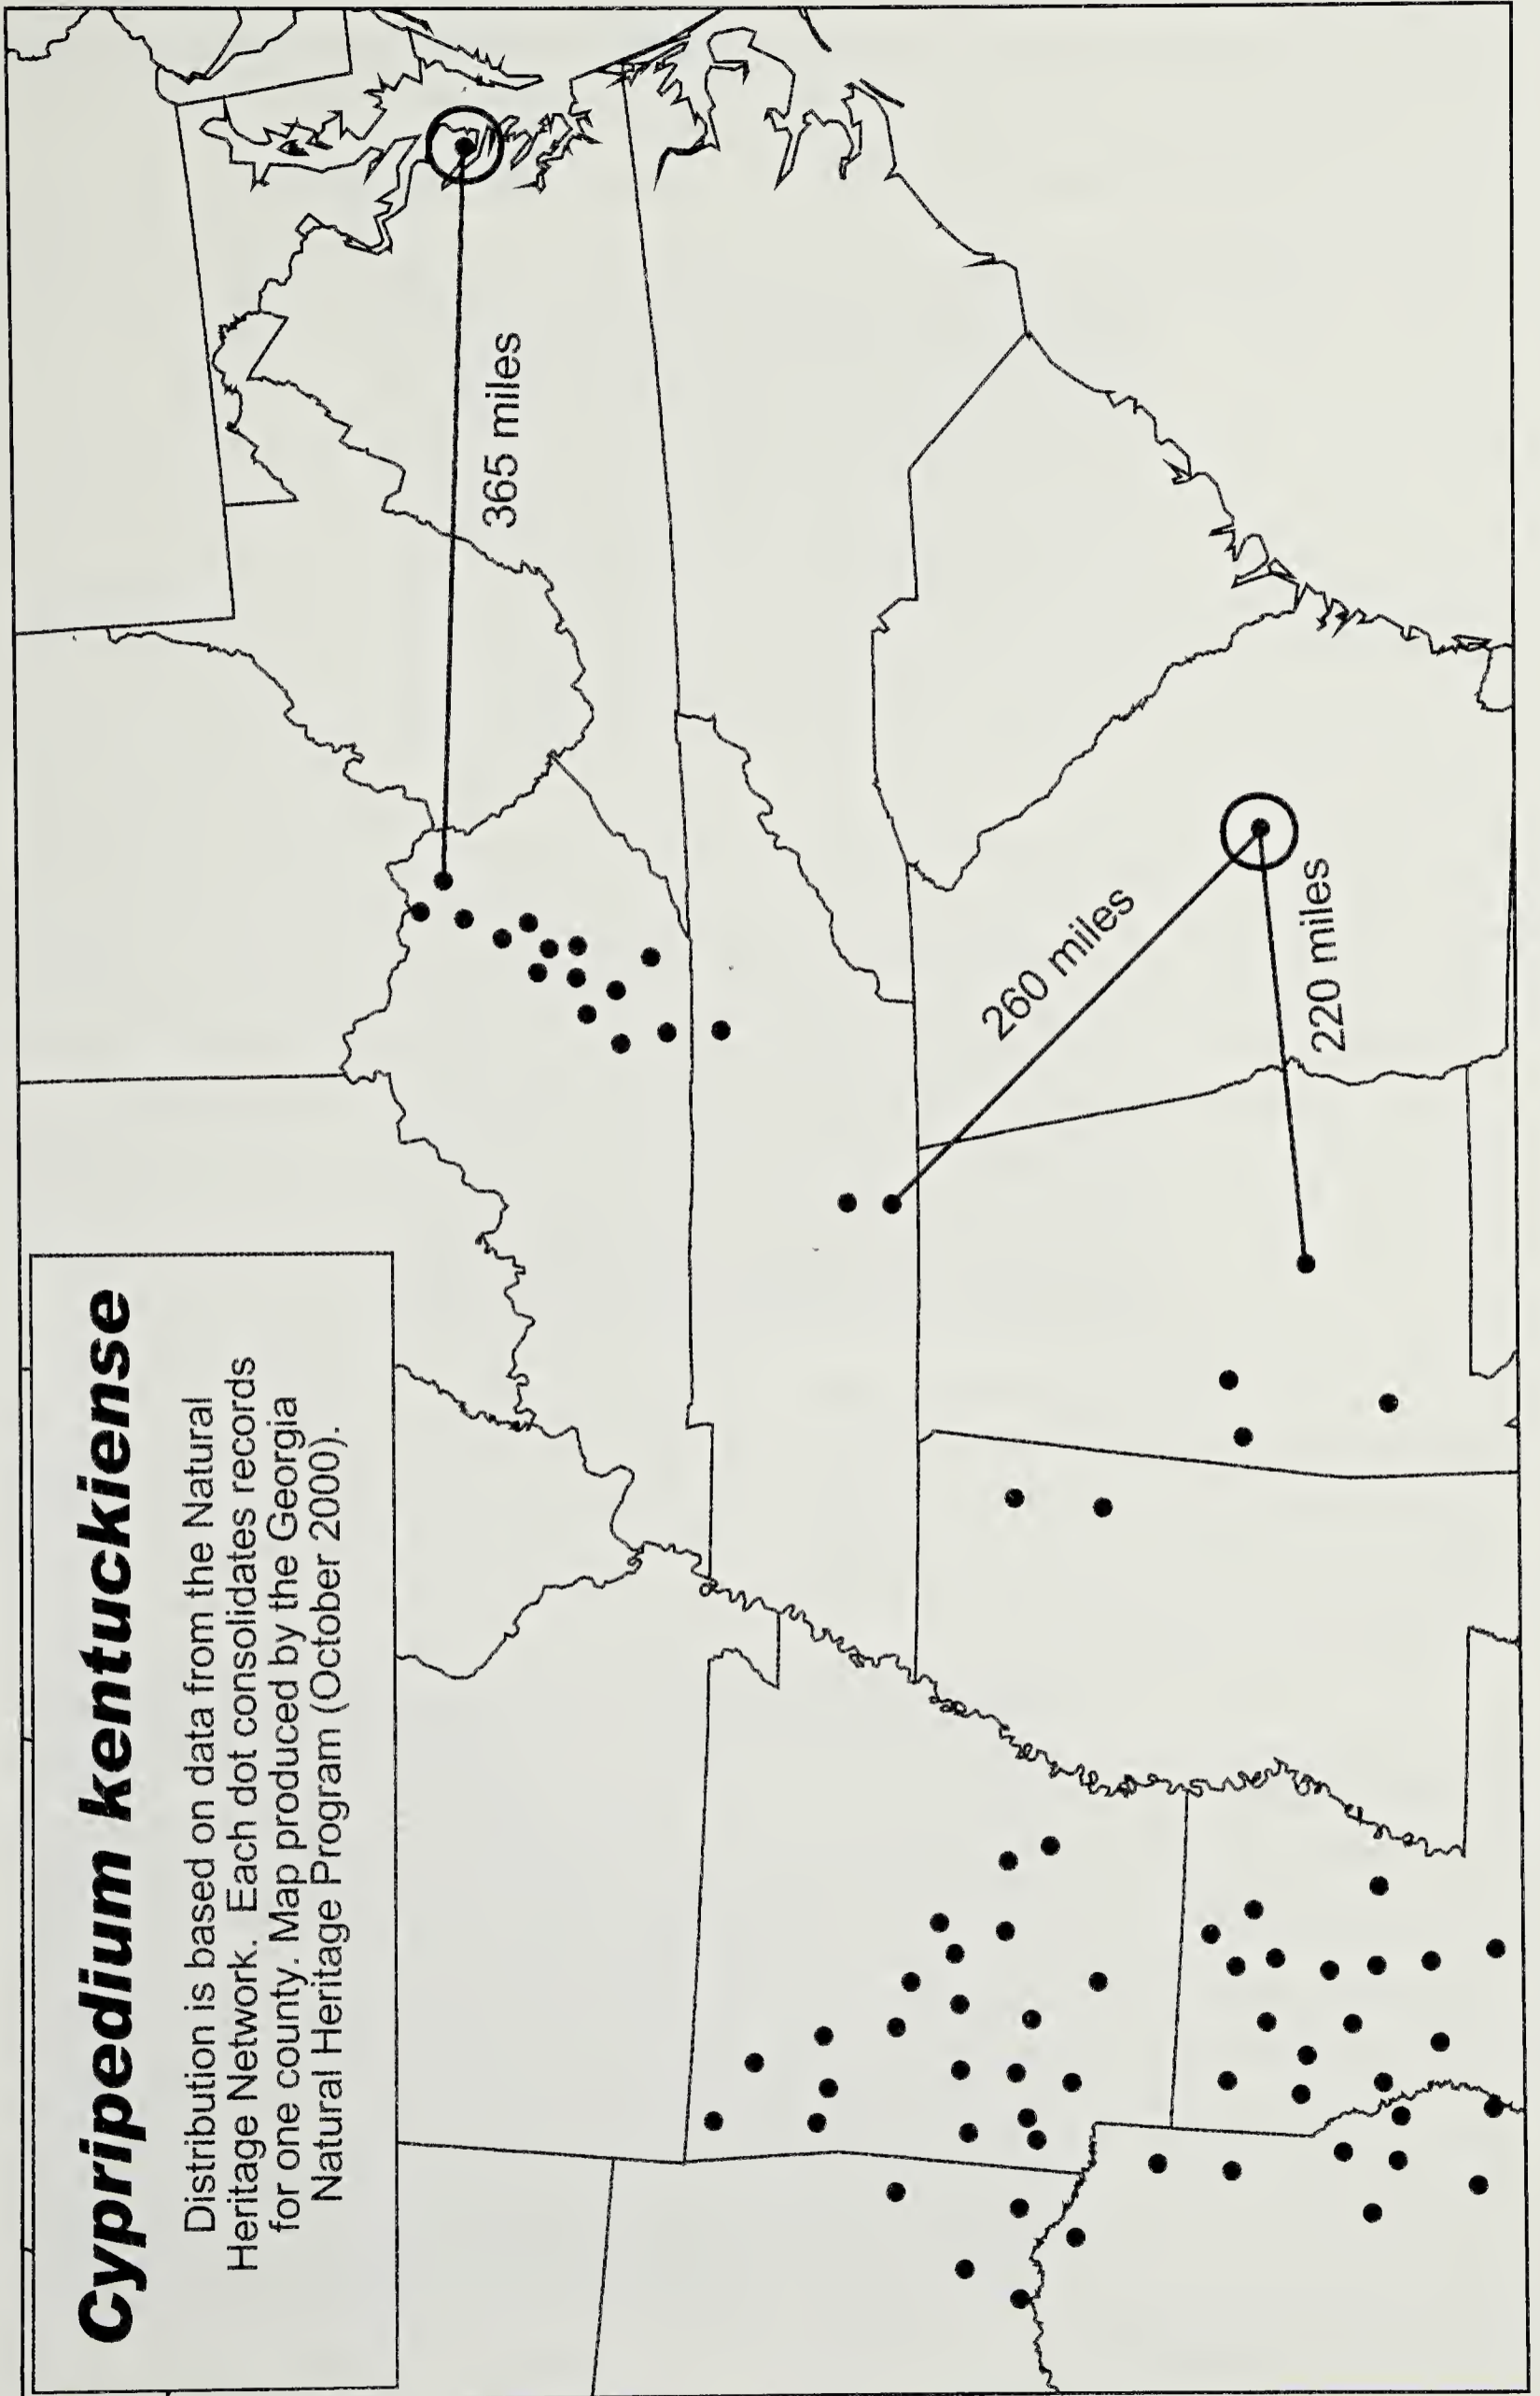 Cypripedium kentuckiense
Distribution is based on data from the Natural
Heritage Network. Each dot consolidates records
for one county. Map produced by the Georgia
Natural Heritage Program (October 2000).
365 miles
260 miles
220 miles